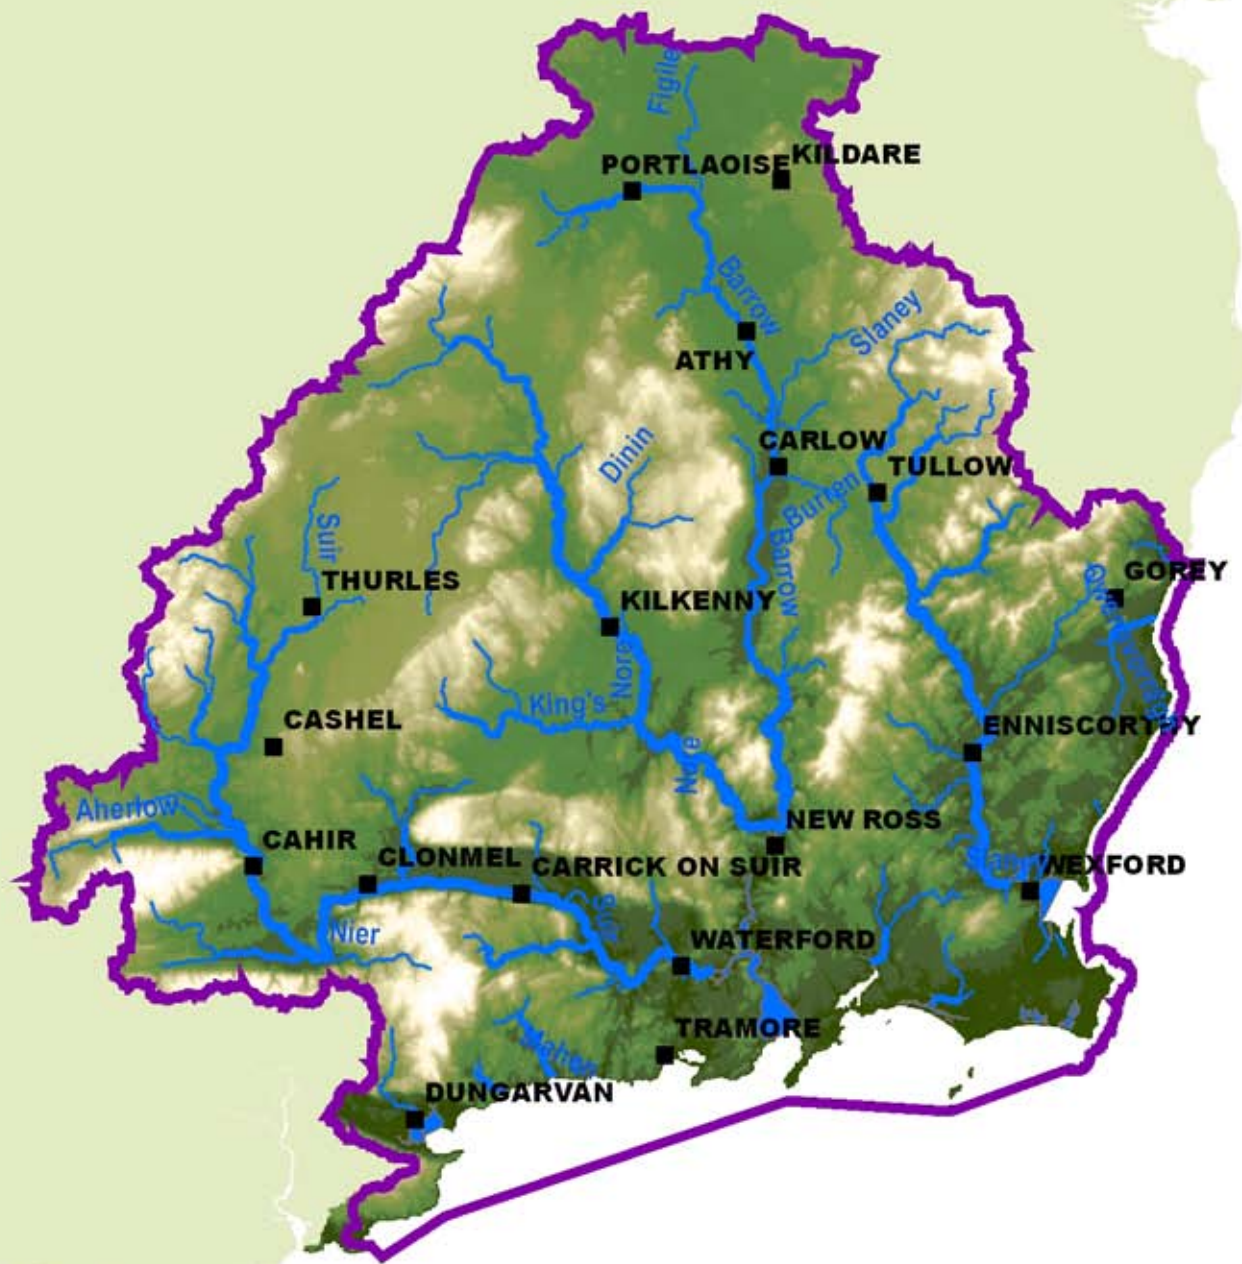 Figile
KILDARE
PORTLAOISE
Barrow
Slaney
ATHY
CARLOW
Dinin
TULLOW
Burren
Suir
Barrow
THURLES
GOREY
KILKENNY
Nore
King's
CASHEL
ENNISCORTHY
Nore
Aherlow
NEW ROSS
CAHIR
CLONMEL
CARRICK ON SUIR
Slaney
WEXFORD
Suir
Nier
WATERFORD
TRAMORE
Mahon
DUNGARVAN